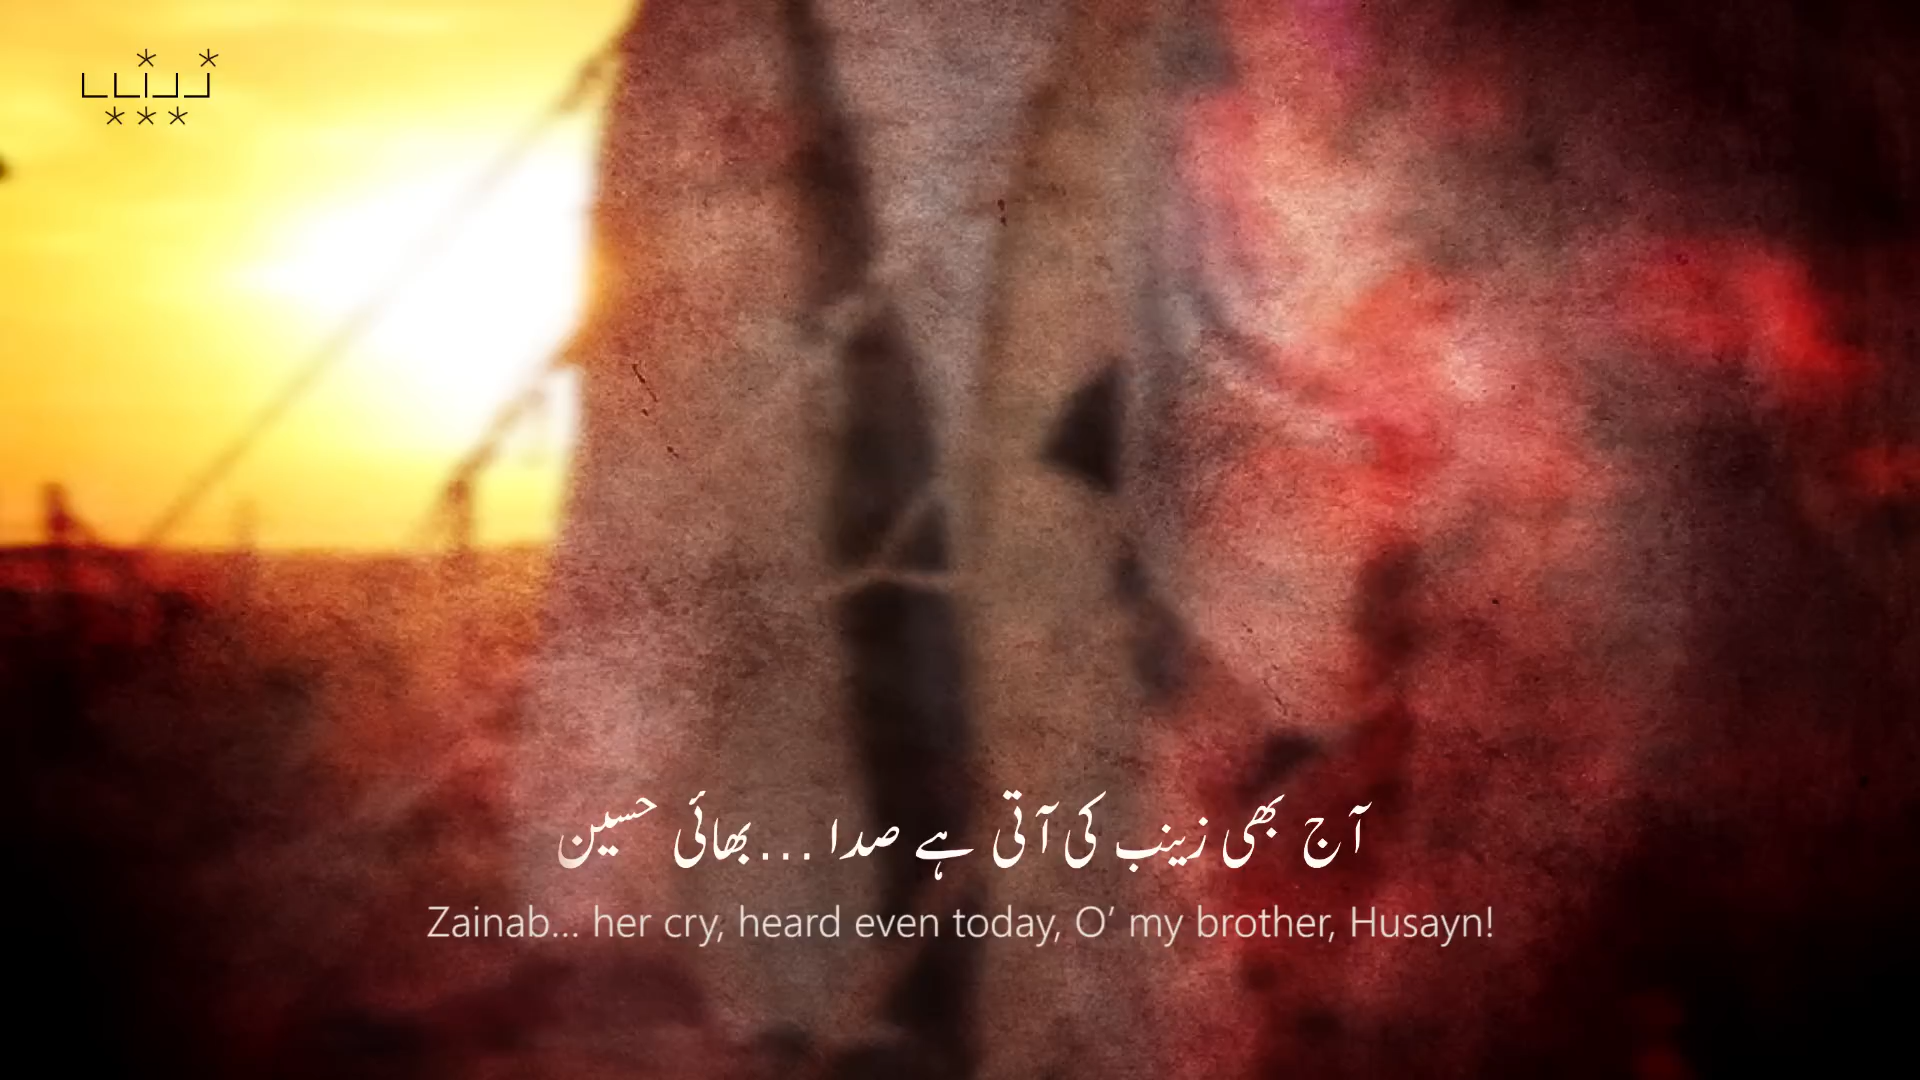 آج بھی زینب کی آتی ہے صدا ... بھائی حسین
Zainab... her cry, heard even today, O’ my brother, Husayn!